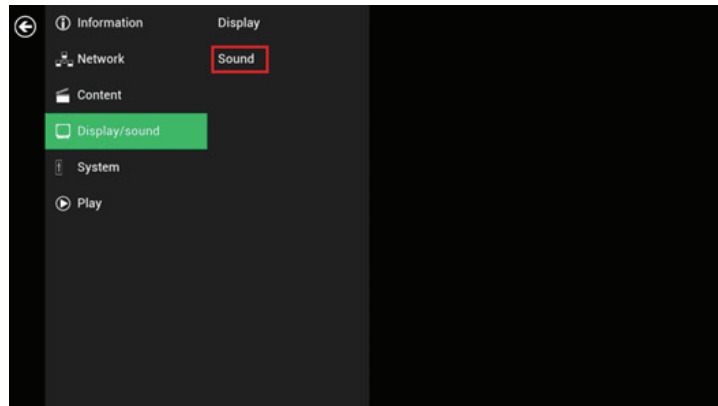 Information
Network
Content
Display/sound
System
Play
Display
Sound